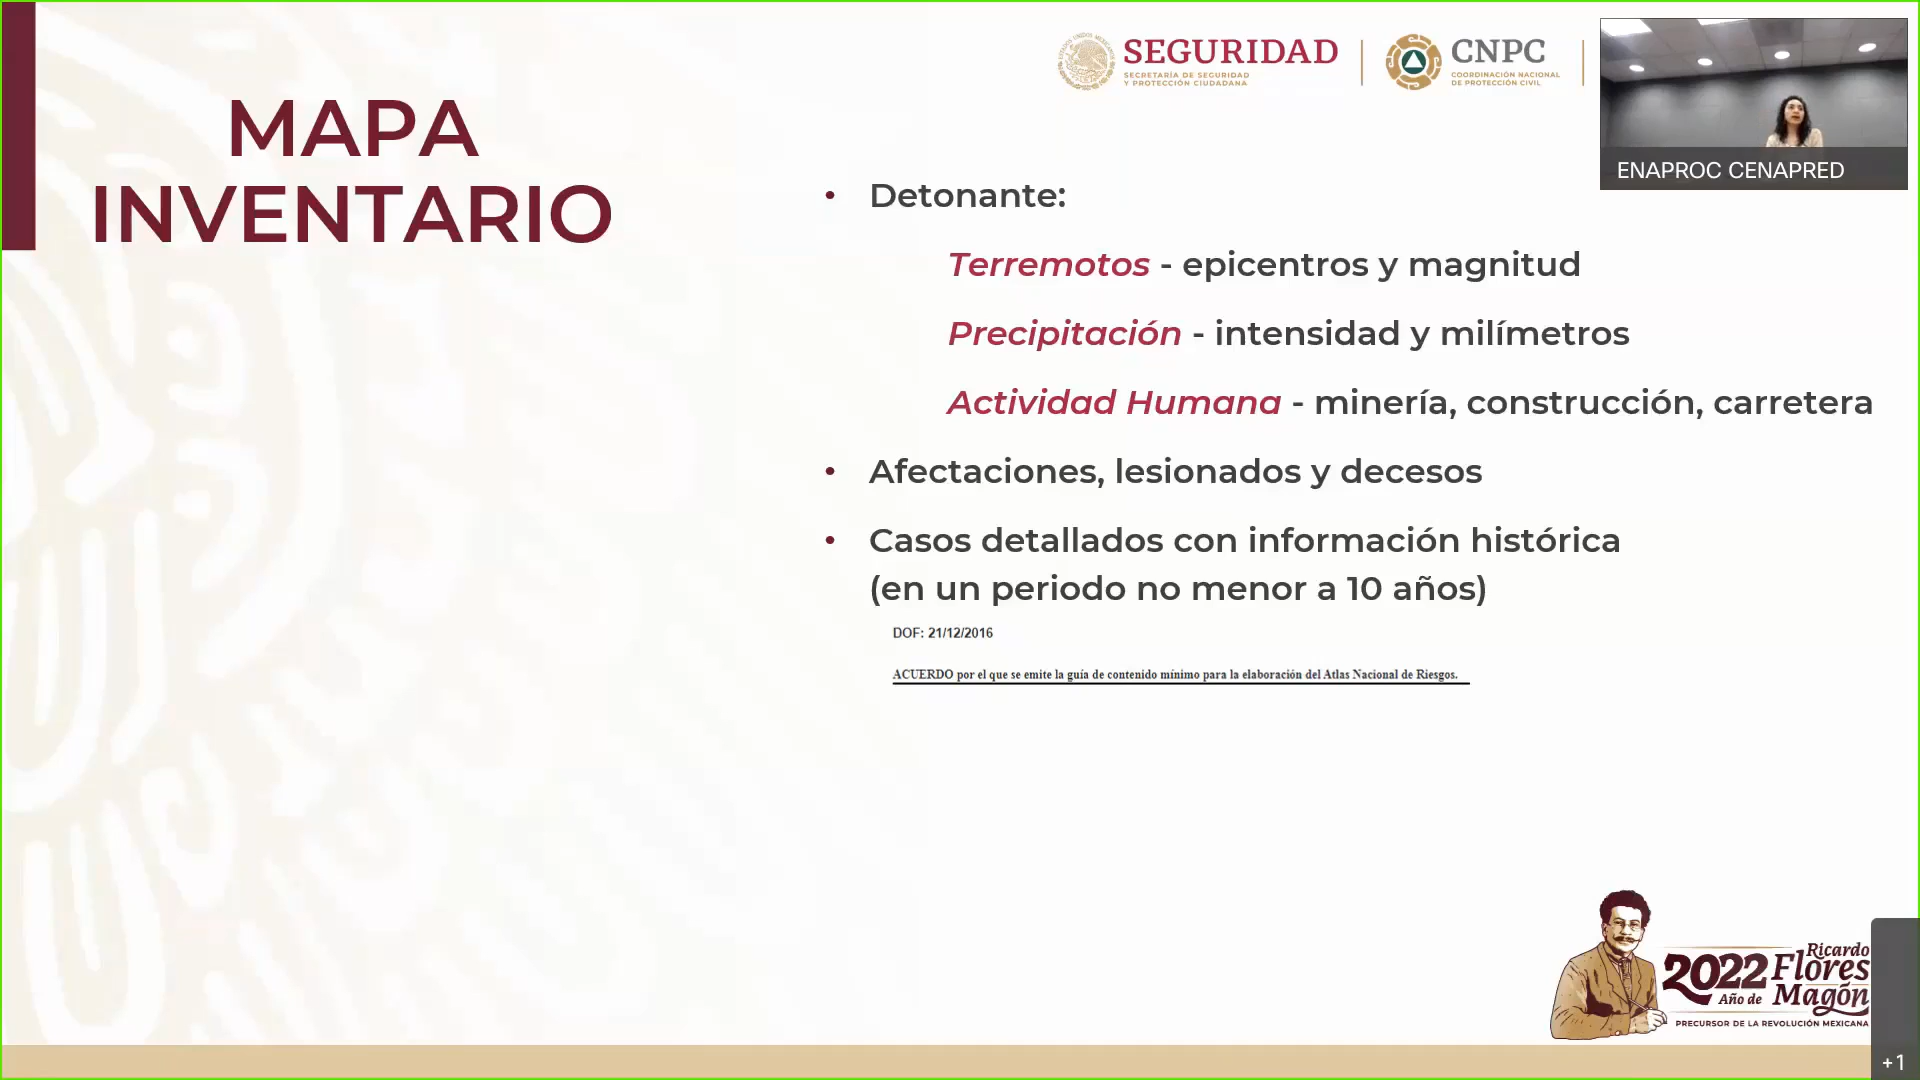 MAPA
INVENTARIO
SEGURIDAD
SECRETARÍA DE SEGURIDAD
Y PROTECCIÓN CIUDADANA
CNPC
COORDINACIÓN NACIONAL
DE PROTECCIÓN CIVIL
ENAPROC CENAPRED
• Detonante:
Terremotos - epicentros y magnitud
Precipitación - intensidad y milímetros
Actividad Humana - minería, construcción, carretera
• Afectaciones, lesionados y decesos
• Casos detallados con información histórica
(en un periodo no menor a 10 años)
DOF: 21/12/2016
ACUERDO por el que se emite la guía de contenido mínimo para la elaboración del Atlas Nacional de Riesgos.
2022 Ricardo
Flores
Año de Magón
PRECURSOR DE LA REVOLUCIÓN MEXICANA
+1